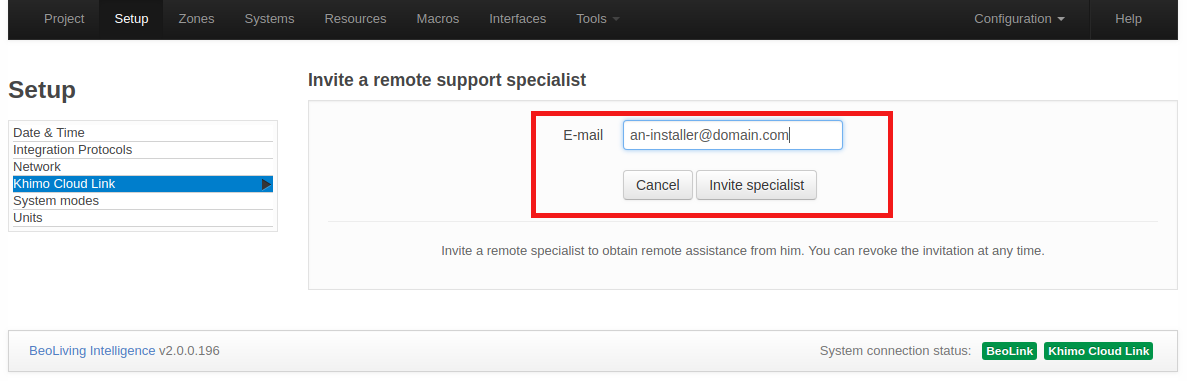 Project Setup Zones Systems Resources Macros Interfaces Tools Configuration Help
Setup
Date & Time
Integration Protocols
Network
Khimo Cloud Link
System modes
Units
Invite a remote support specialist
E-mail an-installer@domain.com
Cancel Invite specialist
Invite a remote specialist to obtain remote assistance from him. You can revoke the invitation at any time.
BeoLiving Intelligence v2.0.0.196 System connection status: BeoLink Khimo Cloud Link